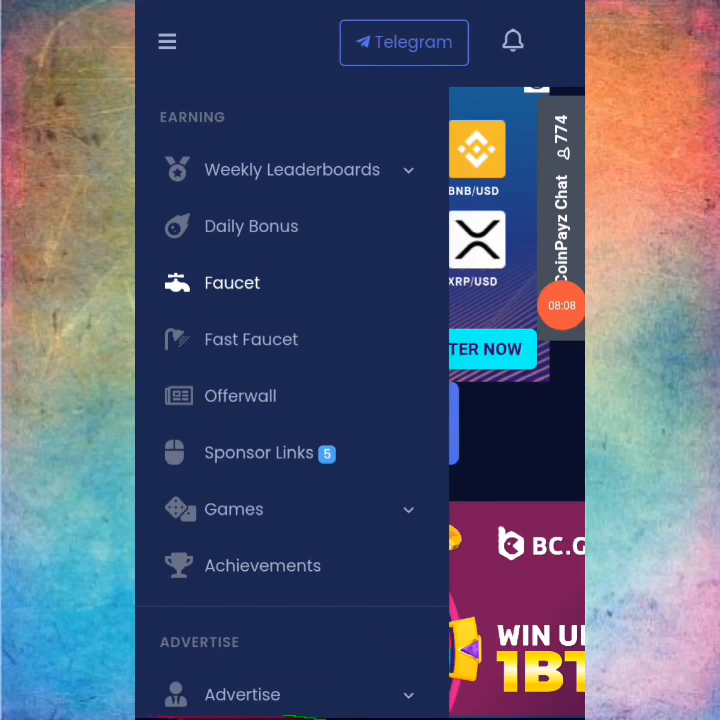 Telegram
EARNING
Weekly Leaderboards
Daily Bonus
Faucet
Fast Faucet
Offerwall
Sponsor Links 5
Games
Achievements
ADVERTISE
Advertise
BNB/USD
XRP/USD
TER NOW
CoinPayz Chat 774
08:08
BC.G
WIN U
1BT